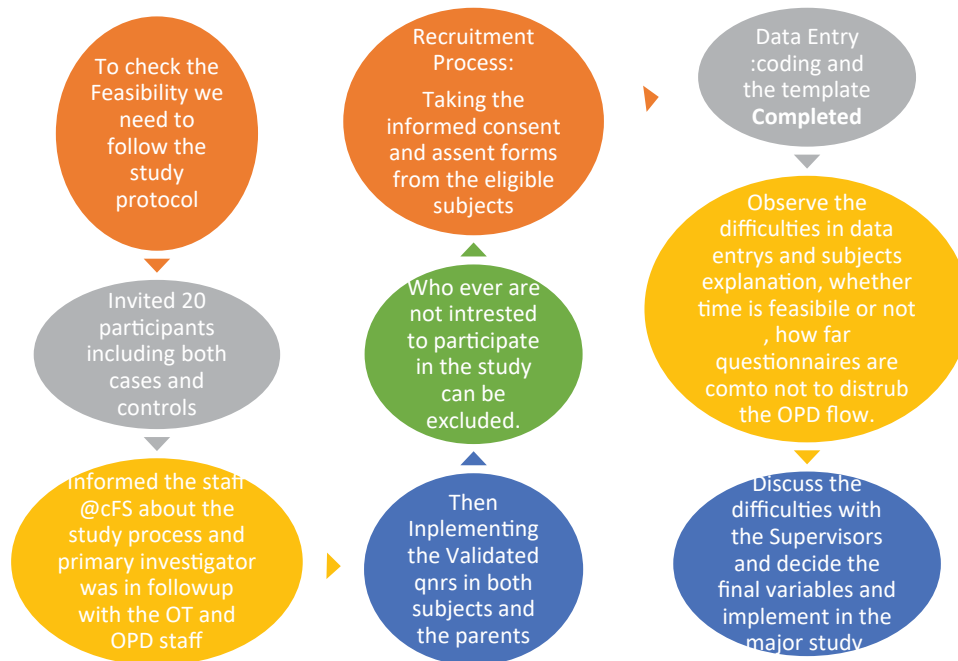 To check the
Feasibility we
need to
follow the
study
protocol
Invited 20
participants
including both
cases and
controls
Informed the staff
@cFS about the
study process and
primary investigator
was in followup
with the OT and
OPD staff
Then
Inplementing
the Validated
qnrs in both
subjects and
the parents
Who ever are
not intrested
to participate
in the study
can be
excluded.
Recruitment
Process:
Taking the
informed consent
and assent forms
from the eligible
subjects
Data Entry
:coding and
the template
Completed
Observe the
difficulties in data
entrys and subjects
explanation, whether
time is feasibile or not
, how far
questionnaires are
comto not to distrub
the OPD flow.
Discuss the
difficulties with
the Supervisors
and decide the
final variables and
implement in the
major study